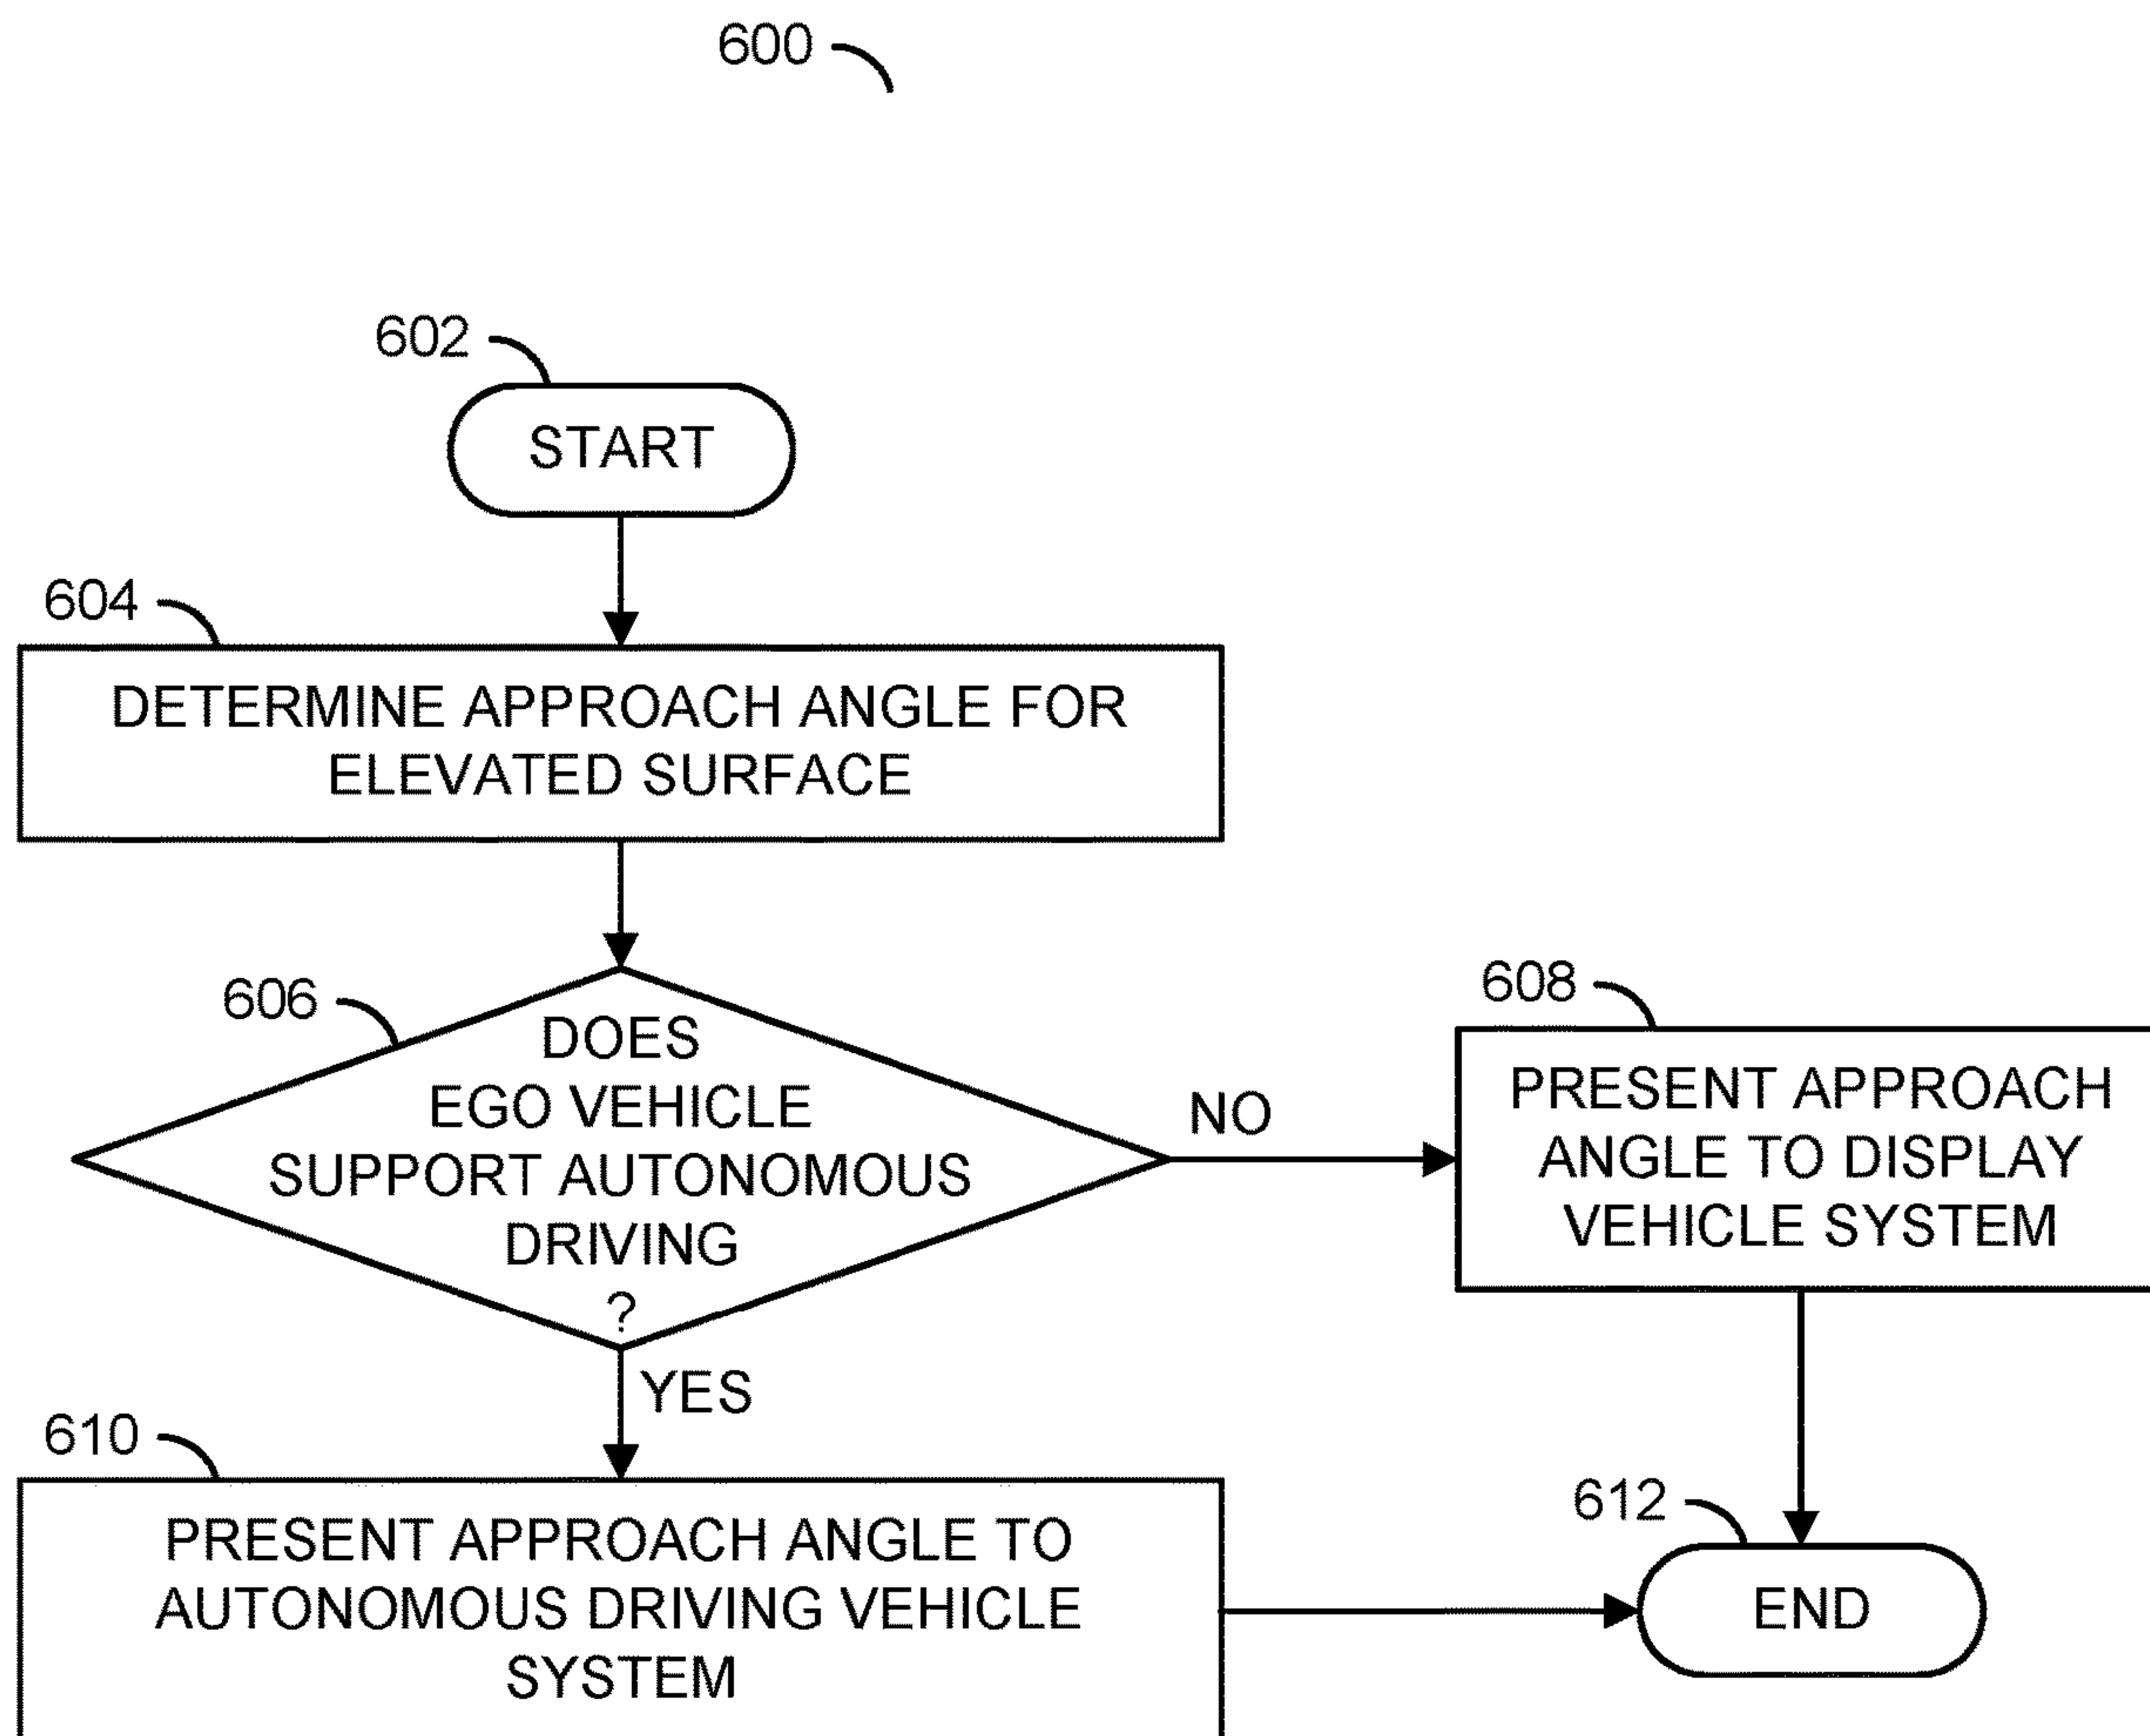 600
602
START
604
DETERMINE APPROACH ANGLE FOR
ELEVATED SURFACE
606
DOES
EGO VEHICLE
SUPPORT AUTONOMOUS
DRIVING
?
NO
608
PRESENT APPROACH
ANGLE TO DISPLAY
VEHICLE SYSTEM
YES
610
PRESENT APPROACH ANGLE TO
AUTONOMOUS DRIVING VEHICLE
SYSTEM
612
END